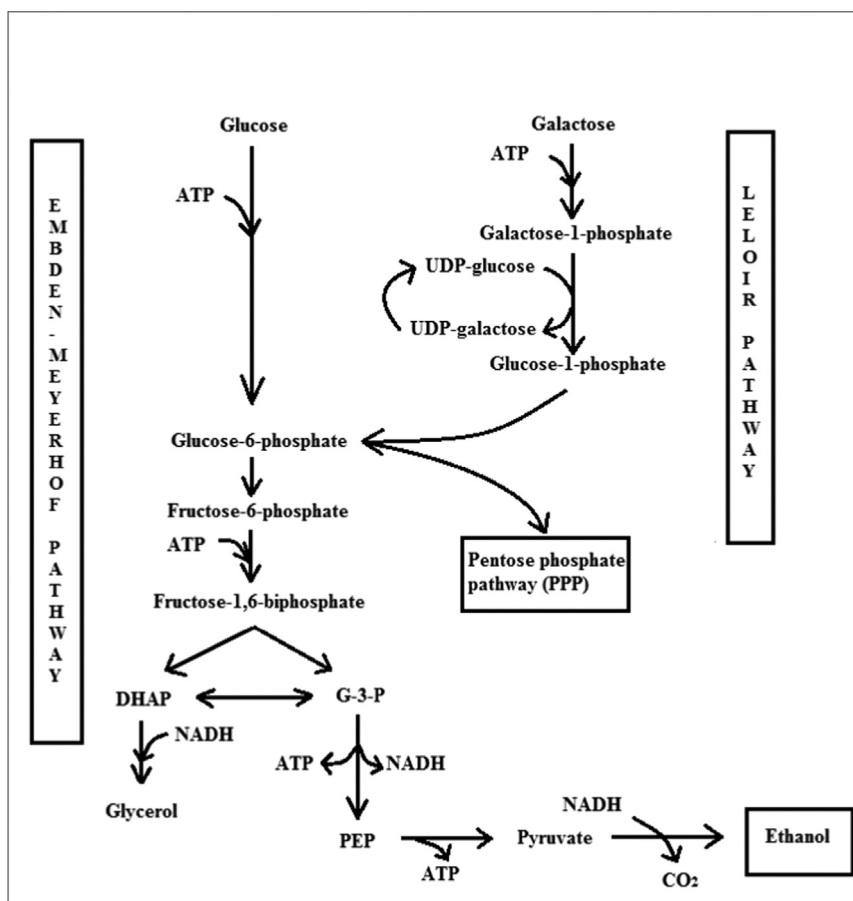 Glucose
Galactose
ATP
ATP
Galactose-1-phosphate
UDP-glucose
UDP-galactose
Glucose-1-phosphate
Glucose-6-phosphate
Fructose-6-phosphate
ATP
Pentose phosphate
pathway (PPP)
Fructose-1,6-biphosphate
DHAP
G-3-P
NADH
ATP
NADH
Glycerol
PEP
ATP
Pyruvate
NADH
CO₂
Ethanol
EMBDEN-MEYERHOF PATHWAY
LELOIR PATHWAY